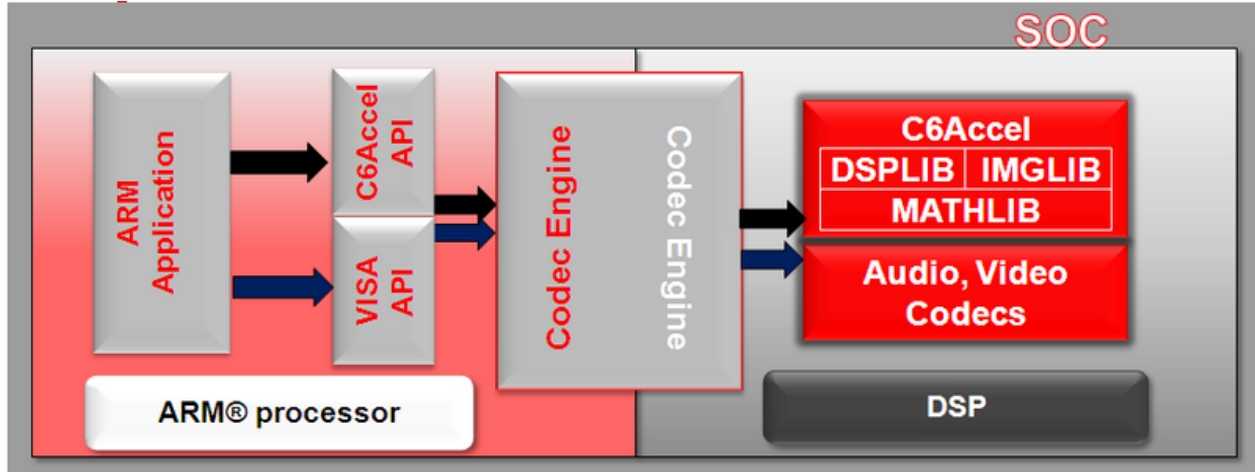 SOC
ARM
Application
C6Accel
API
VISA
API
Codec Engine
Codec Engine
C6Accel
DSPLIB IMGLIB
MATHLIB
Audio, Video
Codecs
ARM® processor
DSP